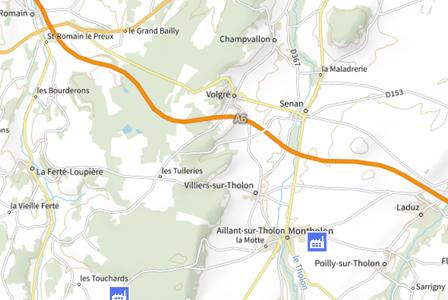 Romain
St Romain le Preux
le Grand Bailly
Champvallon
D367
la Maladrerie
les Bourderons
Volgré
Senan
D153
A6
La Ferté-Loupière
les Tuileries
Villiers-sur-Tholon
la Vieille Ferté
Laduz
Aillant-sur-Tholon
Montholon
la Motte
le Tholon
Poilly-sur-Tholon
les Touchards
Sarrigny